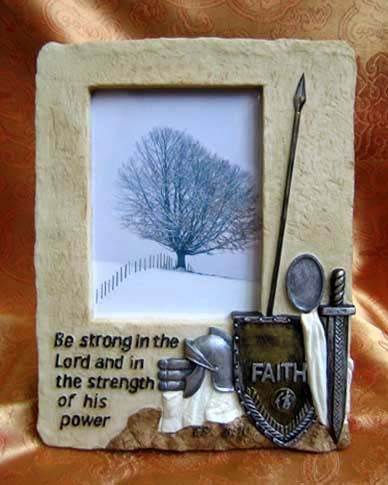 Be strong in the
Lord and in
the strength
of his
power
FAITH